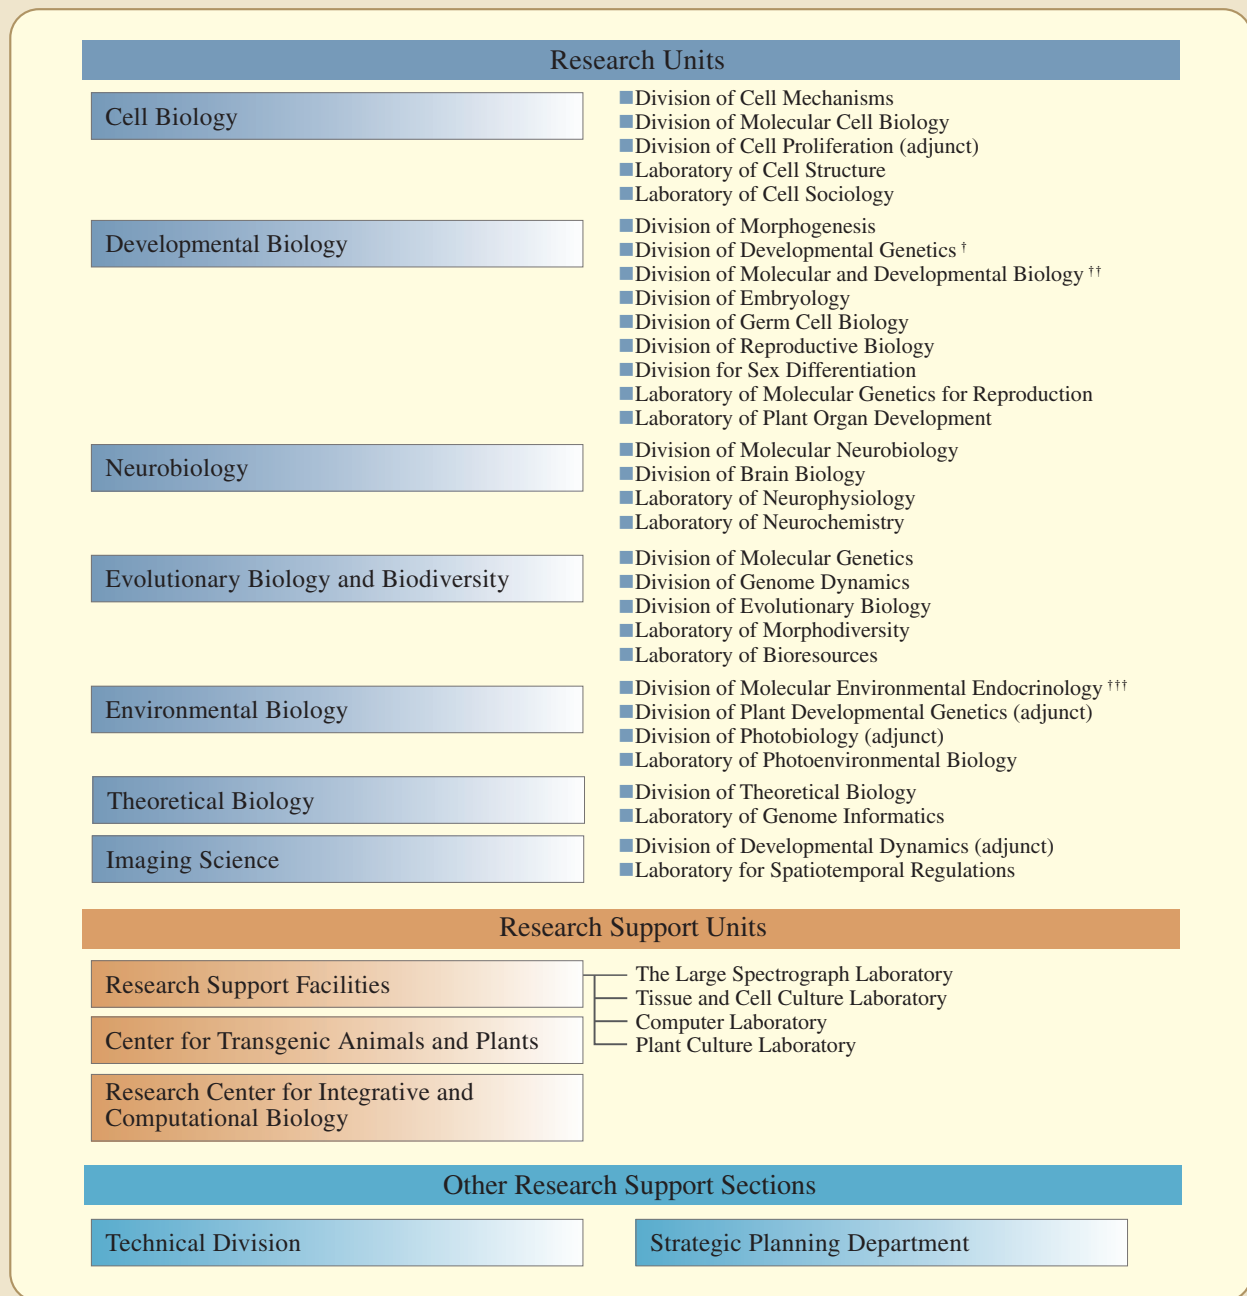 Research Units
Cell Biology
■Division of Cell Mechanisms
■Division of Molecular Cell Biology
■Division of Cell Proliferation (adjunct)
■Laboratory of Cell Structure
■Laboratory of Cell Sociology
Developmental Biology
■Division of Morphogenesis
■Division of Developmental Genetics †
■Division of Molecular and Developmental Biology ††
■Division of Embryology
■Division of Germ Cell Biology
■Division of Reproductive Biology
■Division for Sex Differentiation
■Laboratory of Molecular Genetics for Reproduction
■Laboratory of Plant Organ Development
Neurobiology
■Division of Molecular Neurobiology
■Division of Brain Biology
■Laboratory of Neurophysiology
■Laboratory of Neurochemistry
Evolutionary Biology and Biodiversity
■Division of Molecular Genetics
■Division of Genome Dynamics
■Division of Evolutionary Biology
■Laboratory of Morphodiversity
■Laboratory of Bioresources
Environmental Biology
■Division of Molecular Environmental Endocrinology †††
■Division of Plant Developmental Genetics (adjunct)
■Division of Photobiology (adjunct)
■Laboratory of Photoenvironmental Biology
Theoretical Biology
■Division of Theoretical Biology
■Laboratory of Genome Informatics
Imaging Science
■Division of Developmental Dynamics (adjunct)
■Laboratory for Spatiotemporal Regulations
Research Support Units
Research Support Facilities
The Large Spectrograph Laboratory
Tissue and Cell Culture Laboratory
Computer Laboratory
Plant Culture Laboratory
Center for Transgenic Animals and Plants
Research Center for Integrative and
Computational Biology
Other Research Support Sections
Technical Division
Strategic Planning Department